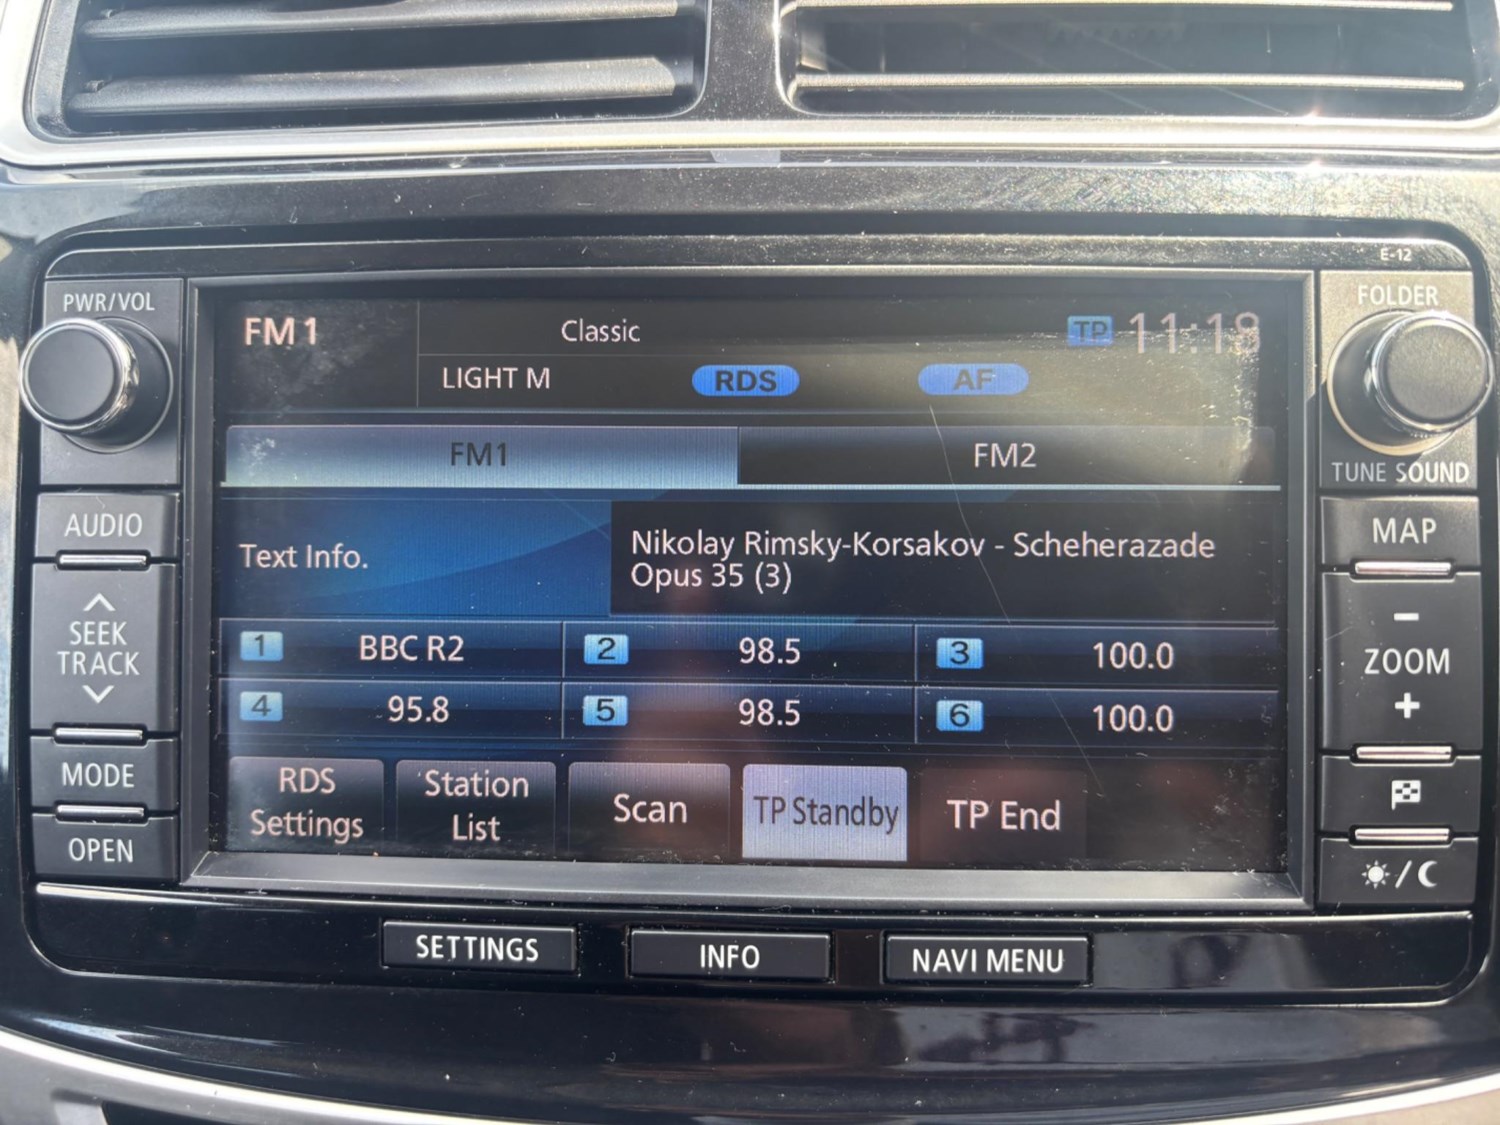 E-12
PWR/VOL
FOLDER
FM 1
Classic
TP 11:18
LIGHT M
RDS
AF
TUNE SOUND
FM1
FM2
AUDIO
MAP
Text Info.
Nikolay Rimsky-Korsakov - Scheherazade
Opus 35 (3)
SEEK
TRACK
1 BBC R2
2 98.5
3 100.0
4 95.8
5 98.5
6 100.0
-
ZOOM
+
MODE
OPEN
RDS
Settings
Station
List
Scan
TP Standby
TP End
SETTINGS
INFO
NAVI MENU